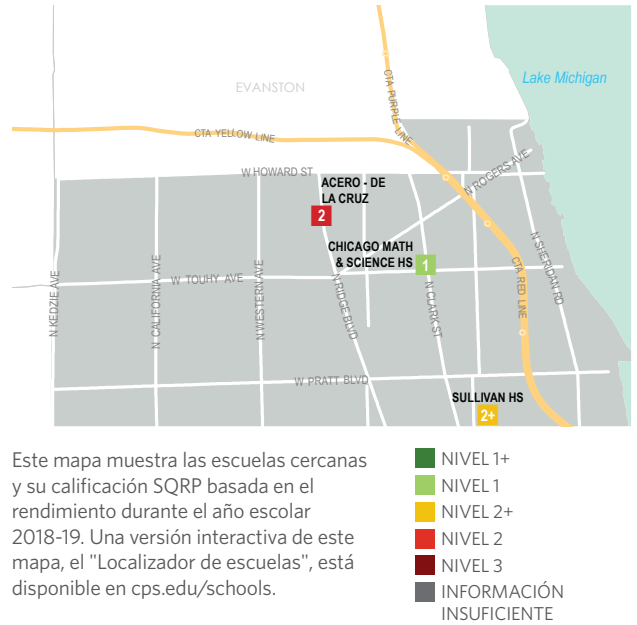 Lake Michigan
EVANSTON
CTA PURPLE LINE
CTA YELLOW LINE
W HOWARD ST
N ROGERS AVE
ACERO - DE
LA CRUZ
2
CHICAGO MATH
& SCIENCE HS
1
N SHERIDAN RD
CTA RED LINE
N KEDZIE AVE
N CALIFORNIA AVE
N WESTERN AVE
W TOUHY AVE
N RIDGE BLVD
N CLARK ST
W PRATT BLVD
SULLIVAN HS
2+
Este mapa muestra las escuelas cercanas
y su calificación SQRP basada en el
rendimiento durante el año escolar
2018-19. Una versión interactiva de este
mapa, el "Localizador de escuelas", está
disponible en cps.edu/schools.
NIVEL 1+
NIVEL 1
NIVEL 2+
NIVEL 2
NIVEL 3
INFORMACIÓN
INSUFICIENTE